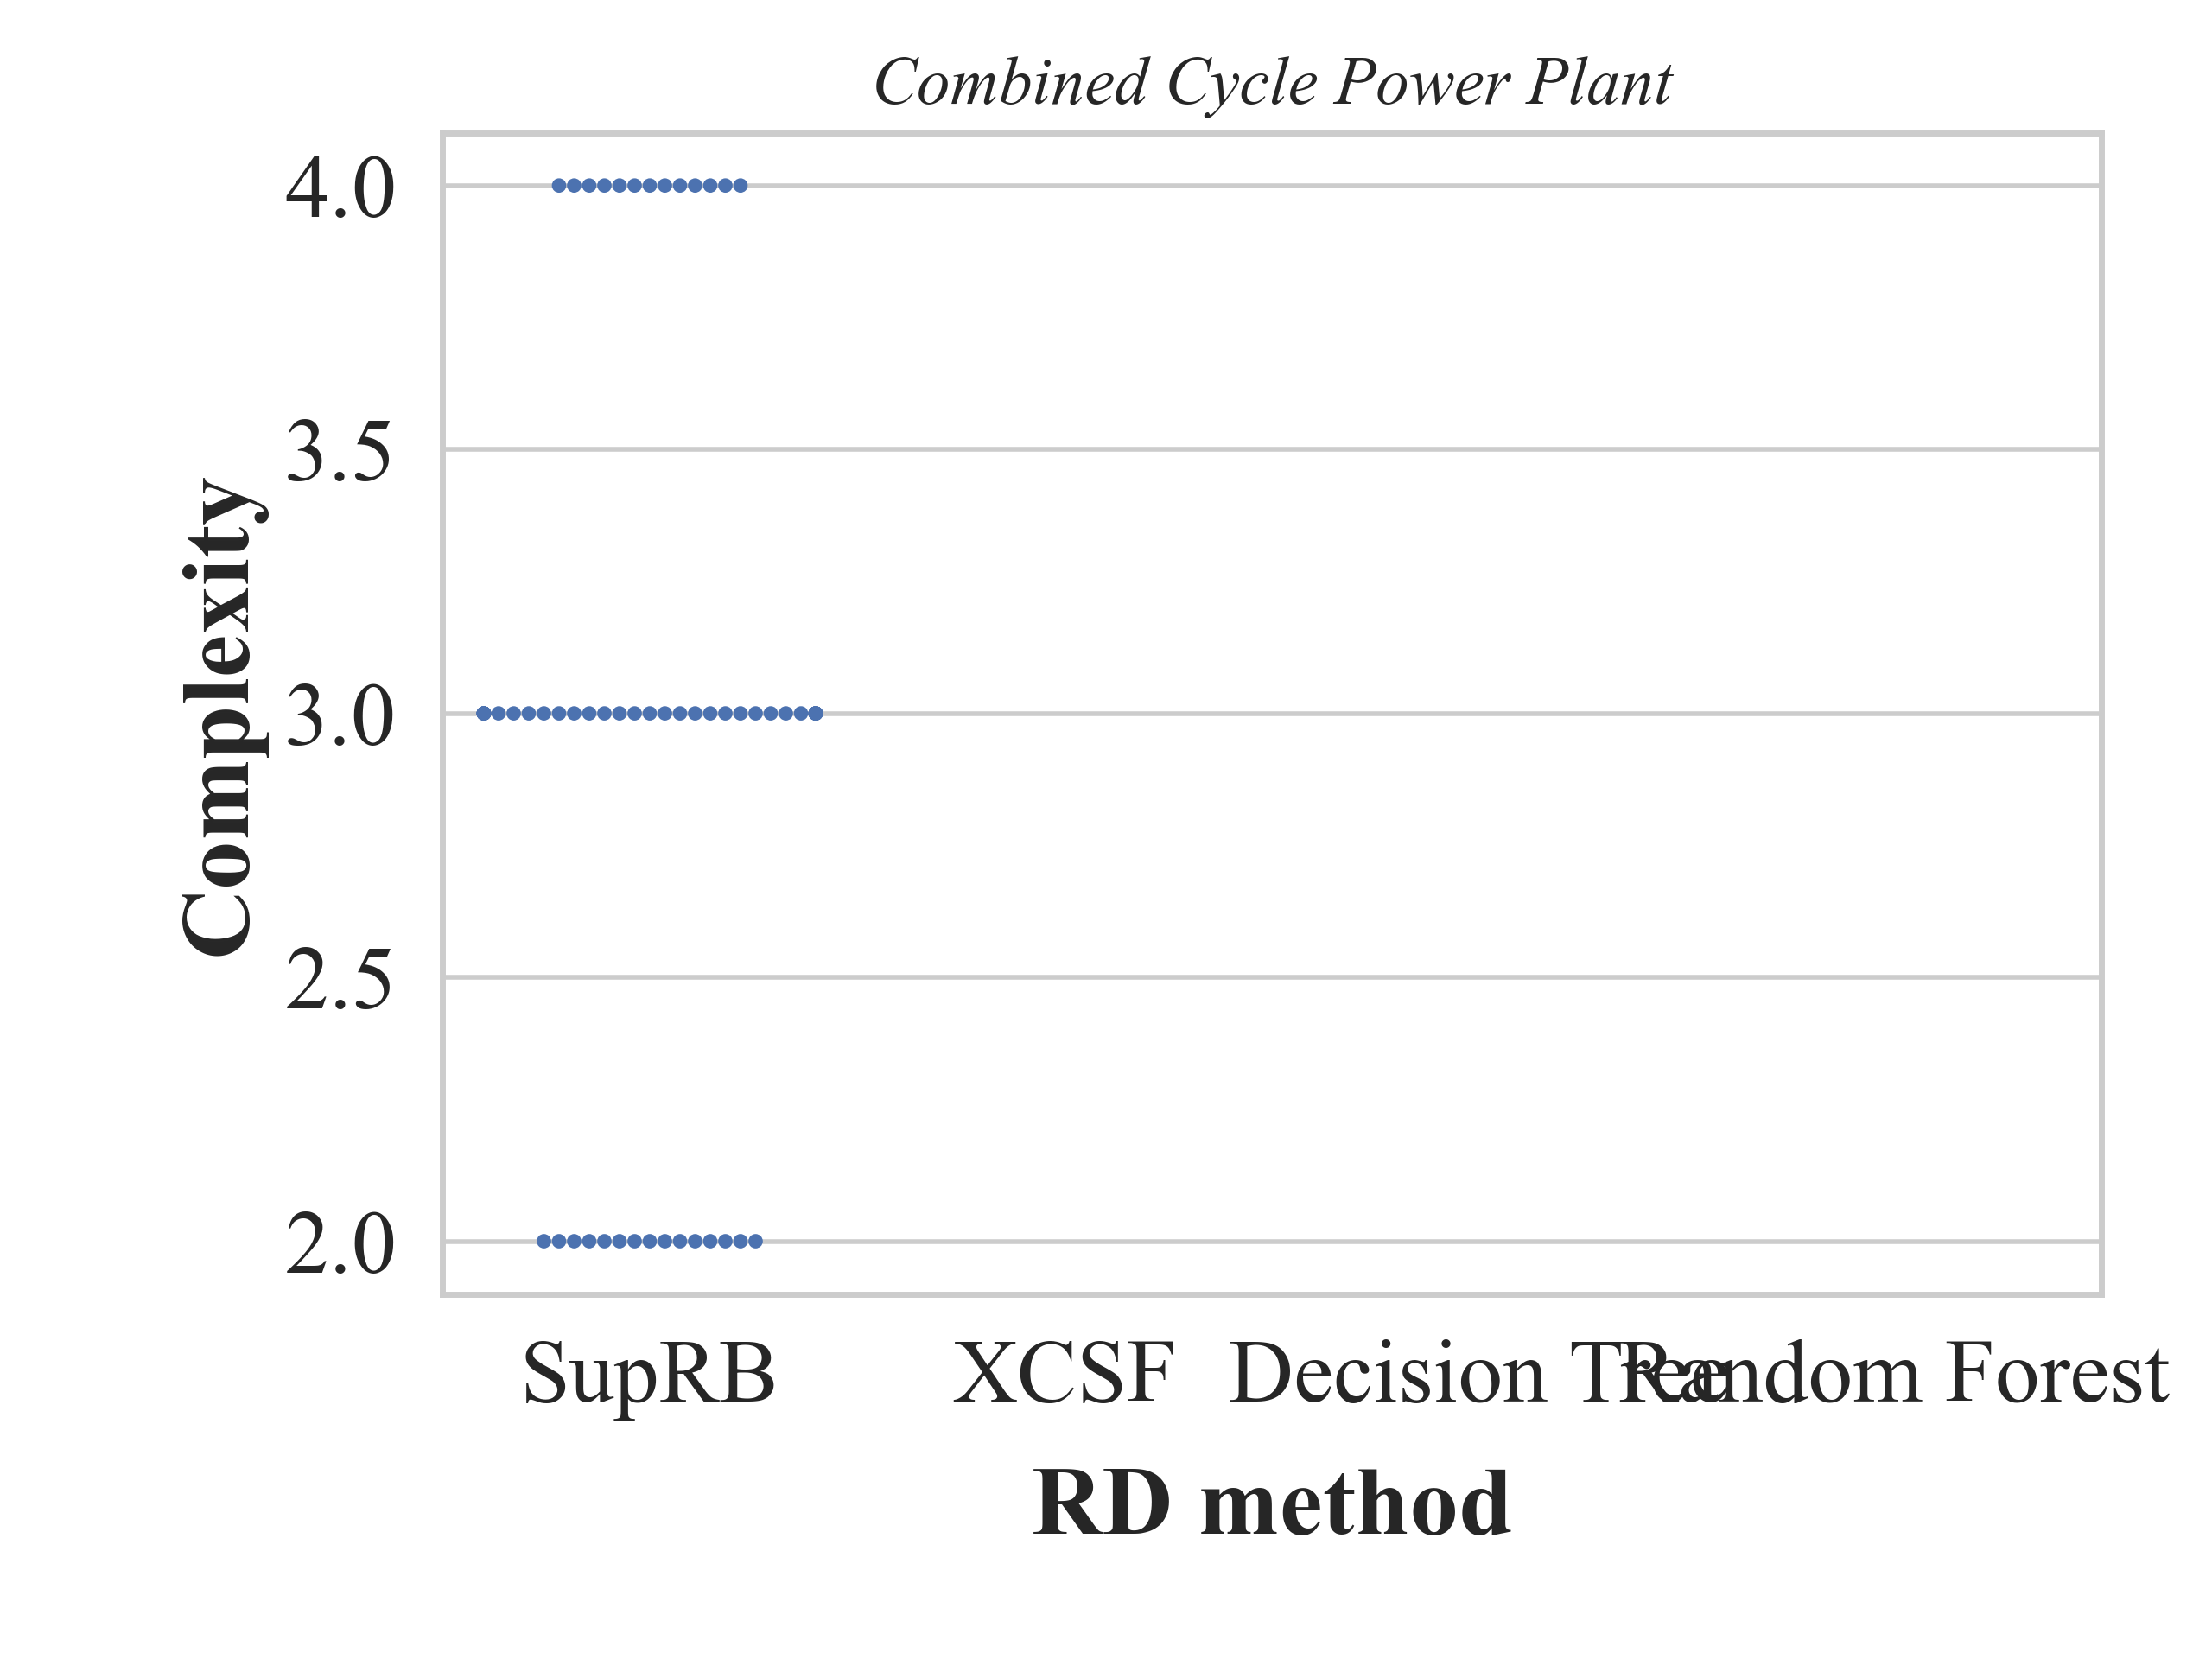 Combined Cycle Power Plant
4.0
3.5
3.0
2.5
2.0
Complexity
SupRB XCSF Decision Tree Random Forest
RD method